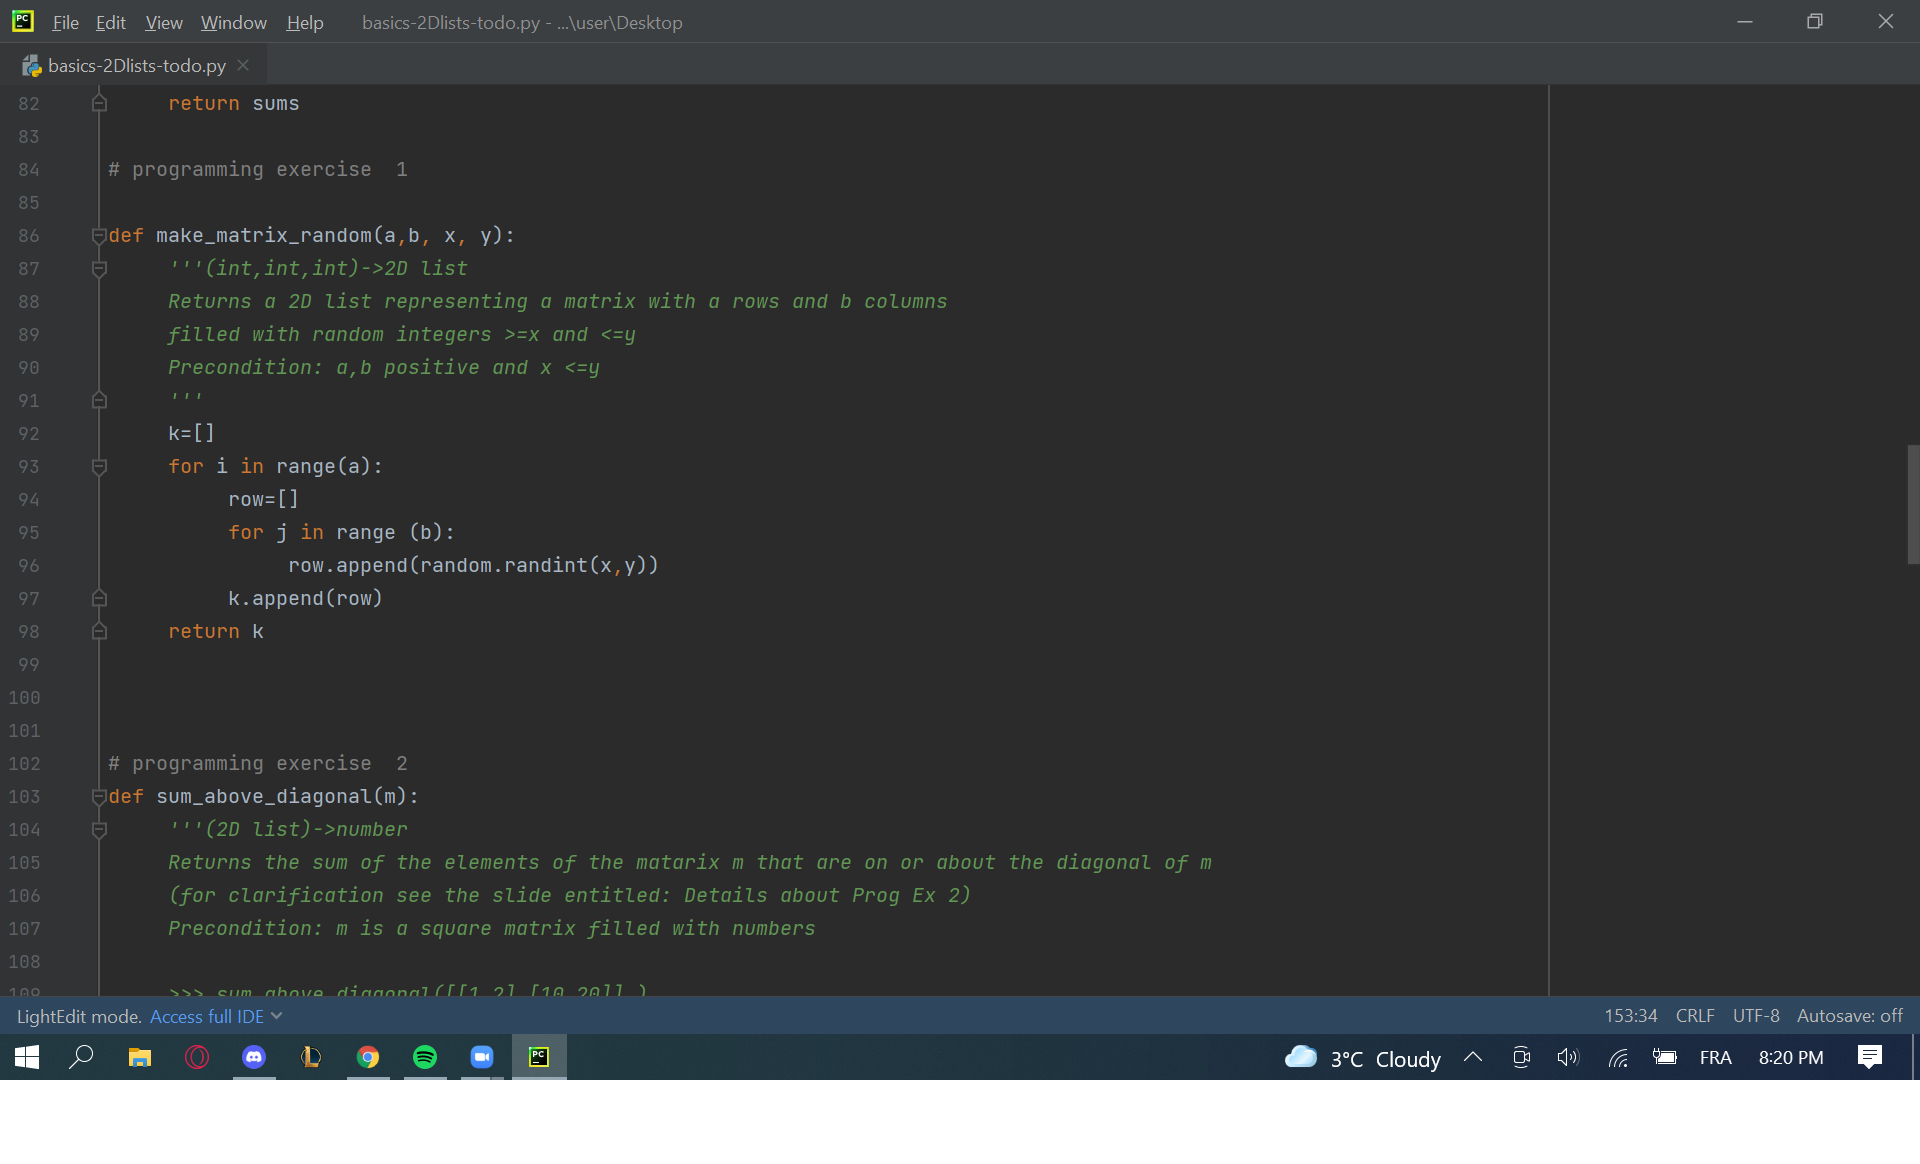 File Edit View Window Help basics-2Dlists-todo.py - ...\user\Desktop
basics-2Dlists-todo.py
82 return sums
83
84 # programming exercise  1
85
86 def make_matrix_random(a,b, x, y):
87 '''(int,int,int)->2D list
88 Returns a 2D list representing a matrix with a rows and b columns
89 filled with random integers >=x and <=y
90 Precondition: a,b positive and x <=y
91 '''
92 k=[]
93 for i in range(a):
94 row=[]
95 for j in range (b):
96 row.append(random.randint(x,y))
97 k.append(row)
98 return k
99
100
101
102 # programming exercise  2
103 def sum_above_diagonal(m):
104 '''(2D list)->number
105 Returns the sum of the elements of the matarix m that are on or about the diagonal of m
106 (for clarification see the slide entitled: Details about Prog Ex 2)
107 Precondition: m is a square matrix filled with numbers
108
109 >>> sum_above_diagonal([[1,2],[10,20]] )
LightEdit mode. Access full IDE 153:34 CRLF UTF-8 Autosave: off
3°C Cloudy FRA 8:20 PM